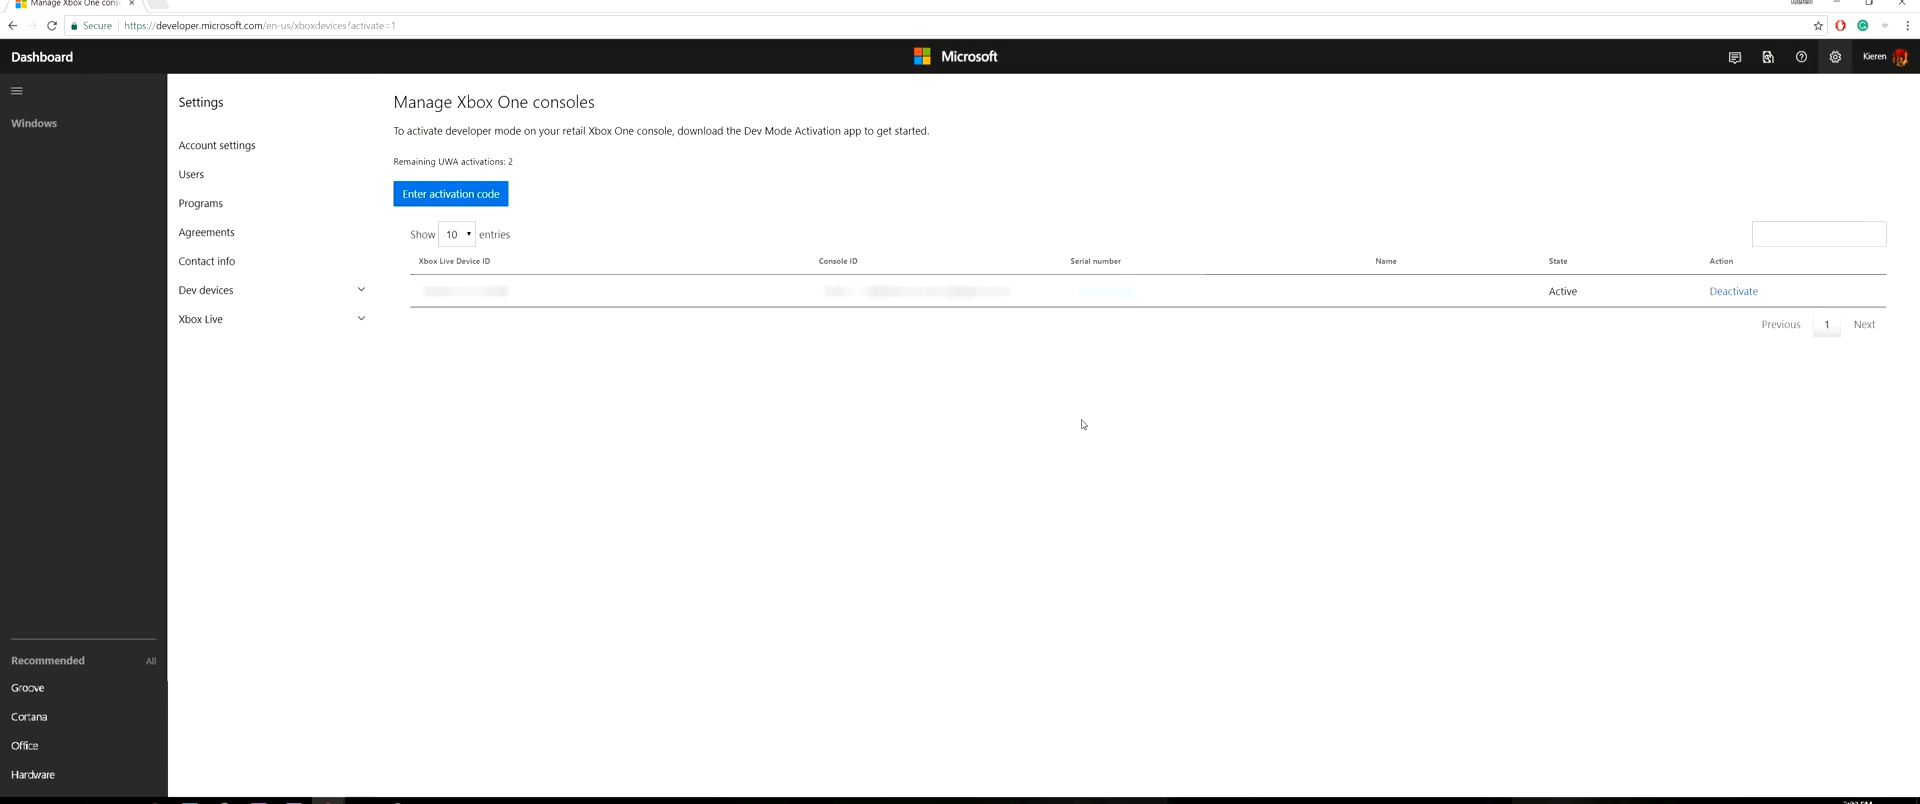 Manage Xbox One cons
Secure
https://developer.microsoft.com/en-us/xboxdevices?activate=1
Dashboard
Microsoft
Kieren
Windows
Recommended
All
Groove
Cortana
Office
Hardware
Settings
Account settings
Users
Programs
Agreements
Contact info
Dev devices
Xbox Live
Manage Xbox One consoles
To activate developer mode on your retail Xbox One console, download the Dev Mode Activation app to get started.
Remaining UWA activations: 2
Enter activation code
Show 10 entries
Xbox Live Device ID Console ID Serial number Name State Action
Active Deactivate
Previous 1 Next